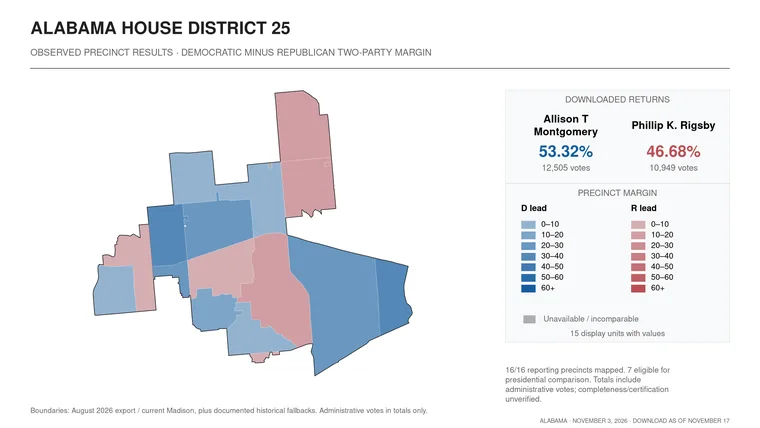 ALABAMA HOUSE DISTRICT 25
OBSERVED PRECINCT RESULTS · DEMOCRATIC MINUS REPUBLICAN TWO-PARTY MARGIN
DOWNLOADED RETURNS
Allison T
Montgomery
Phillip K. Rigsby
53.32%
46.68%
12,505 votes
10,949 votes
PRECINCT MARGIN
D lead
R lead
0–10
0–10
10–20
10–20
20–30
20–30
30–40
30–40
40–50
40–50
50–60
50–60
60+
60+
Unavailable / incomparable
15 display units with values
16/16 reporting precincts mapped. 7 eligible for
presidential comparison. Totals include
administrative votes; completeness/certification
unverified.
Boundaries: August 2026 export / current Madison, plus documented historical fallbacks. Administrative votes in totals only.
ALABAMA · NOVEMBER 3, 2026 · DOWNLOAD AS OF NOVEMBER 17